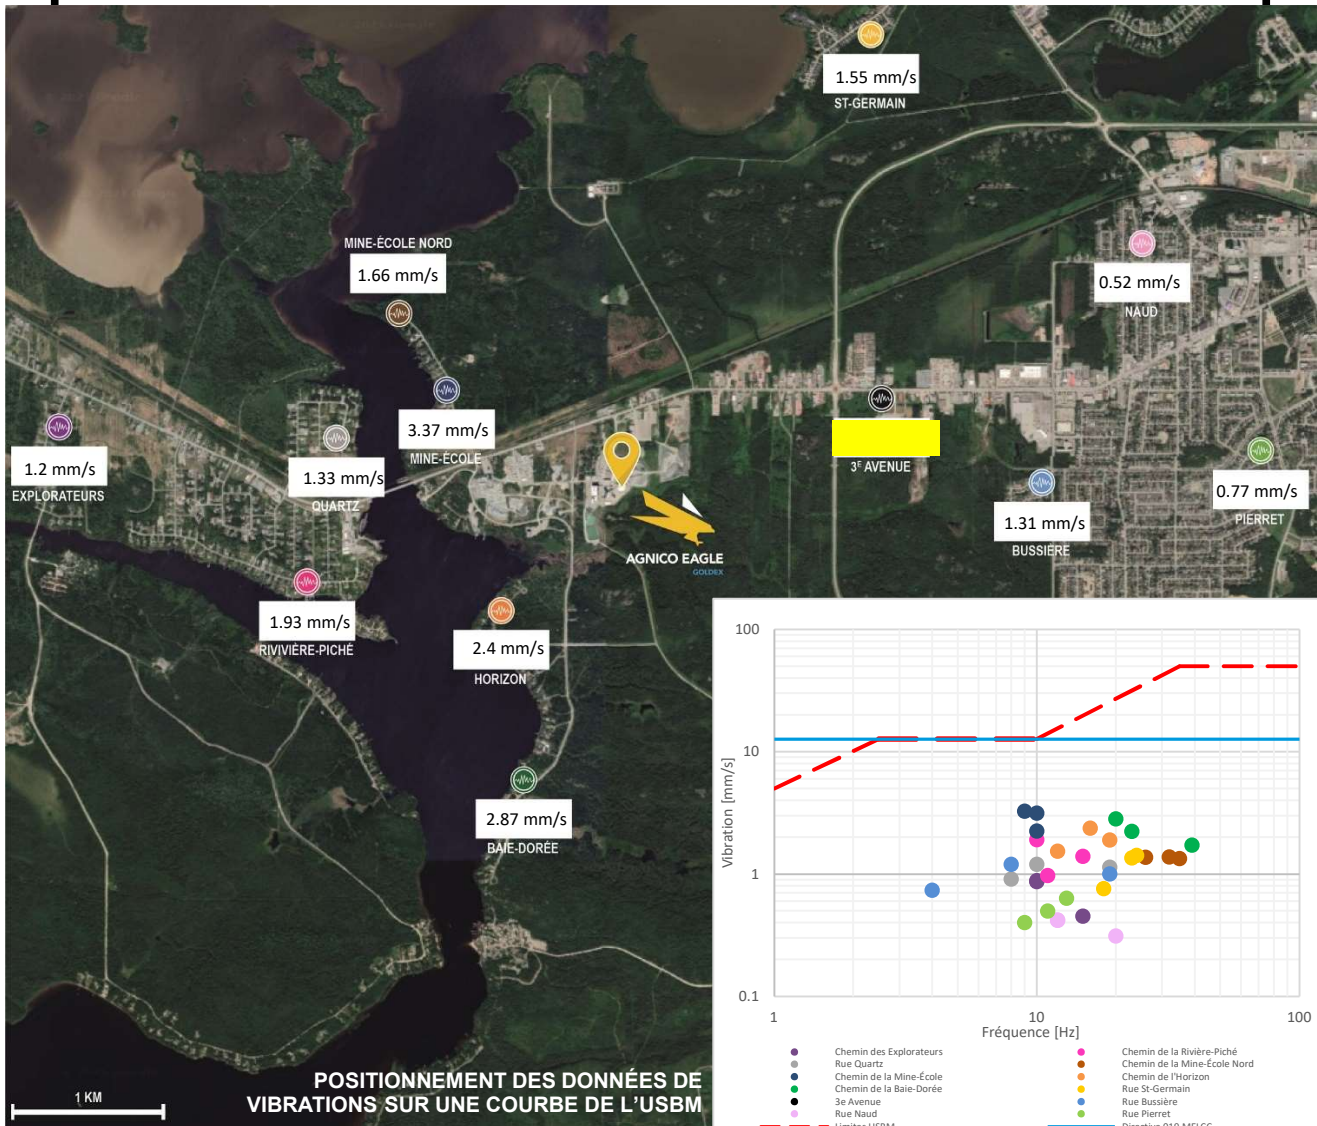 1.55 mm/s
ST-GERMAIN
MINE-ÉCOLE NORD
1.66 mm/s
0.52 mm/s
NAUD
3.37 mm/s
MINE-ÉCOLE
1.2 mm/s
EXPLORATEURS
1.33 mm/s
QUARTZ
3E AVENUE
0.77 mm/s
PIERRET
1.31 mm/s
BUSSIÈRE
AGNICO EAGLE
GOLDEX
1.93 mm/s
RIVIVIÈRE-PICHÉ
2.4 mm/s
HORIZON
2.87 mm/s
BAIE-DORÉE
100
10
1
0.1
Vibration [mm/s]
1
10
100
Fréquence [Hz]
Chemin des Explorateurs
Chemin de la Rivière-Piché
Rue Quartz
Chemin de la Mine-École Nord
Chemin de la Mine-École
Chemin de l'Horizon
Chemin de la Baie-Dorée
Rue St-Germain
3e Avenue
Rue Bussière
Rue Naud
Rue Pierret
Limites USBM
Directive 019 MELCC
POSITIONNEMENT DES DONNÉES DE
VIBRATIONS SUR UNE COURBE DE L'USBM
1 KM